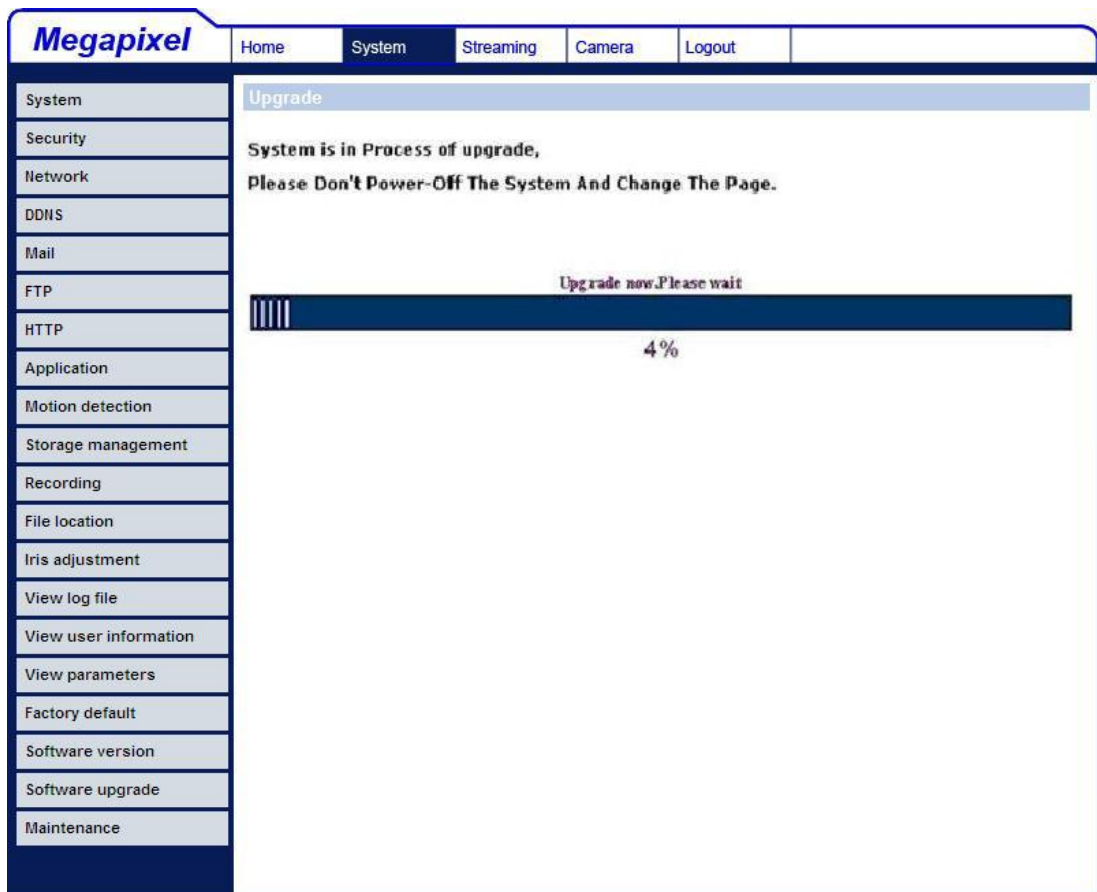 Megapixel
Home System Streaming Camera Logout
System
Security
Network
DDNS
Mail
FTP
HTTP
Application
Motion detection
Storage management
Recording
File location
Iris adjustment
View log file
View user information
View parameters
Factory default
Software version
Software upgrade
Maintenance
Upgrade
System is in Process of upgrade,
Please Don't Power-Off The System And Change The Page.
Upgrade now.Please wait
4%